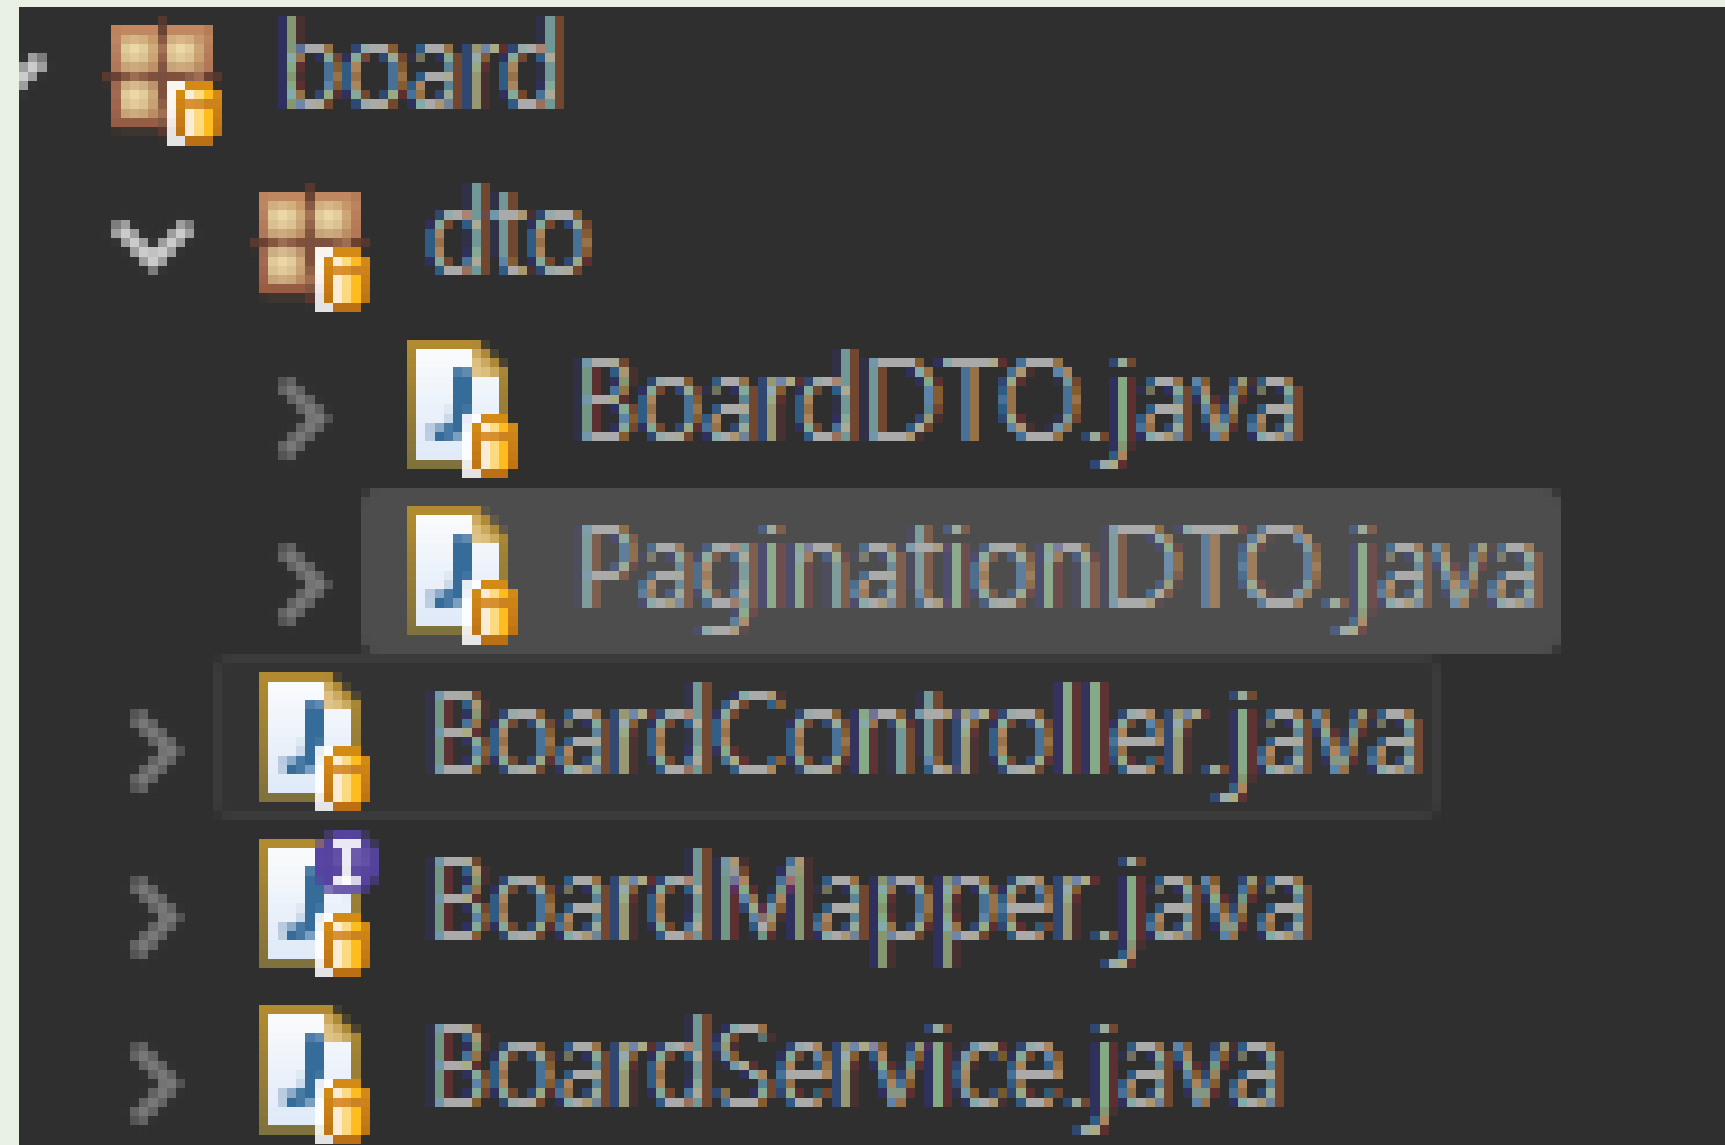 board
dto
BoardDTO.java
PaginationDTO.java
BoardController.java
BoardMapper.java
BoardService.java